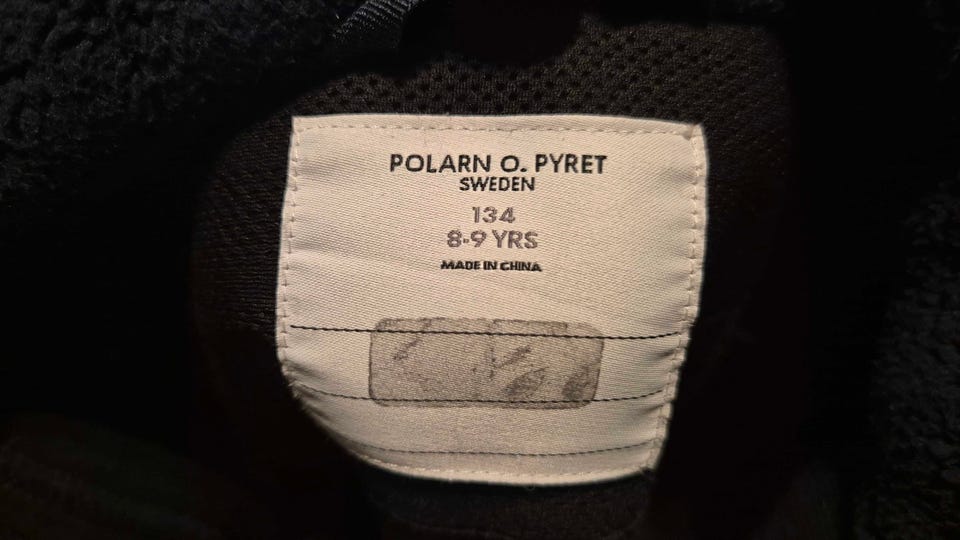 POLARN O. PYRET
SWEDEN
134
8-9 YRS
MADE IN CHINA